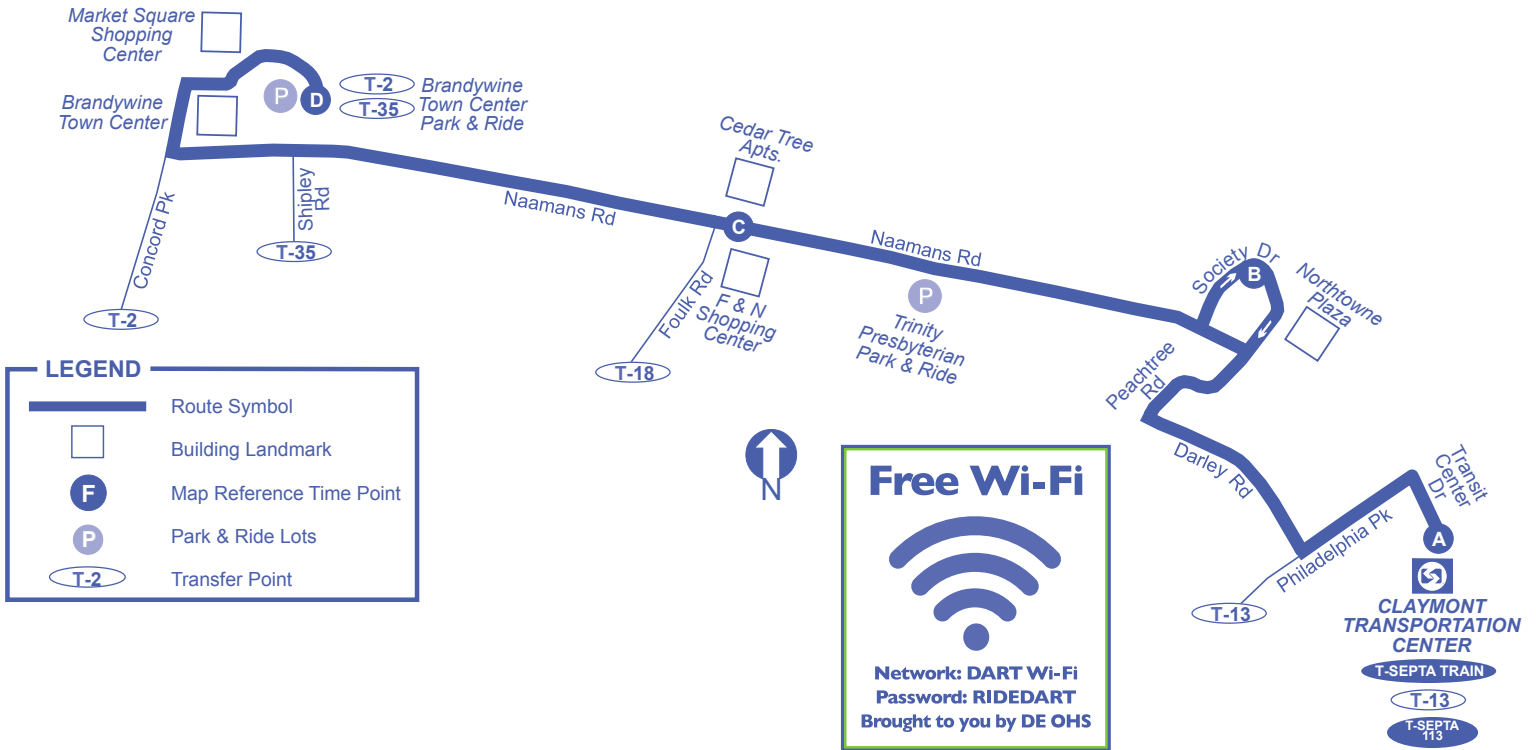 Market Square
Shopping
Center
Brandywine
Town Center
P
D
T-2
T-35
Brandywine
Town Center
Park & Ride
Concord Pk
T-2
Shipley
Rd
T-35
Naamans Rd
Cedar Tree
Apts.
C
F & N
Shopping
Center
Foulk Rd
T-18
Naamans Rd
P
Trinity
Presbyterian
Park & Ride
Society Dr
B
Northtowne
Plaza
Peachtree
Rd
Darley Rd
Philadelphia Pk
T-13
Transit
Center
Dr
A
S
CLAYMONT
TRANSPORTATION
CENTER
T-SEPTA TRAIN
T-13
T-SEPTA
113
LEGEND
Route Symbol
Building Landmark
F Map Reference Time Point
P Park & Ride Lots
T-2 Transfer Point
N
Free Wi-Fi
Network: DART Wi-Fi
Password: RIDEDART
Brought to you by DE OHS